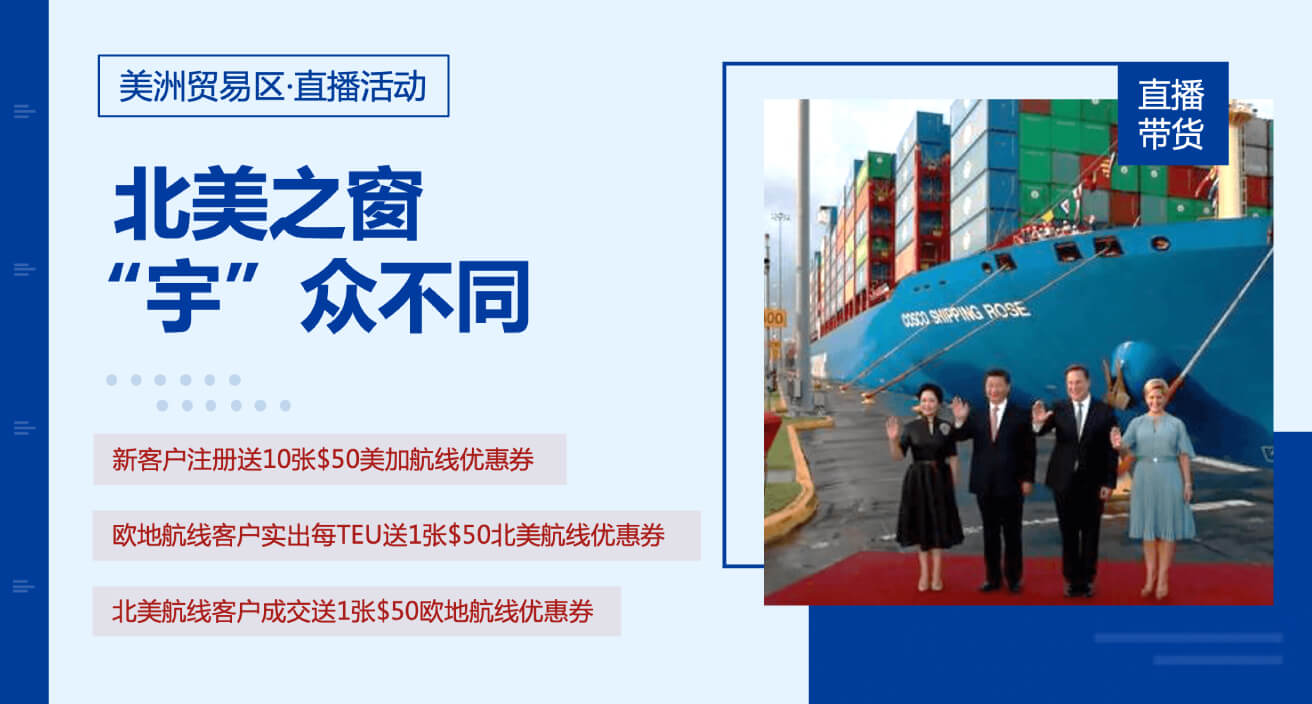 美洲贸易区·直播活动
北美之窗
“宇”众不同
新客户注册送10张$50美加航线优惠券
欧地航线客户实出每TEU送1张$50北美航线优惠券
北美航线客户成交送1张$50欧地航线优惠券
直播
带货
COSCO SHIPPING ROSE